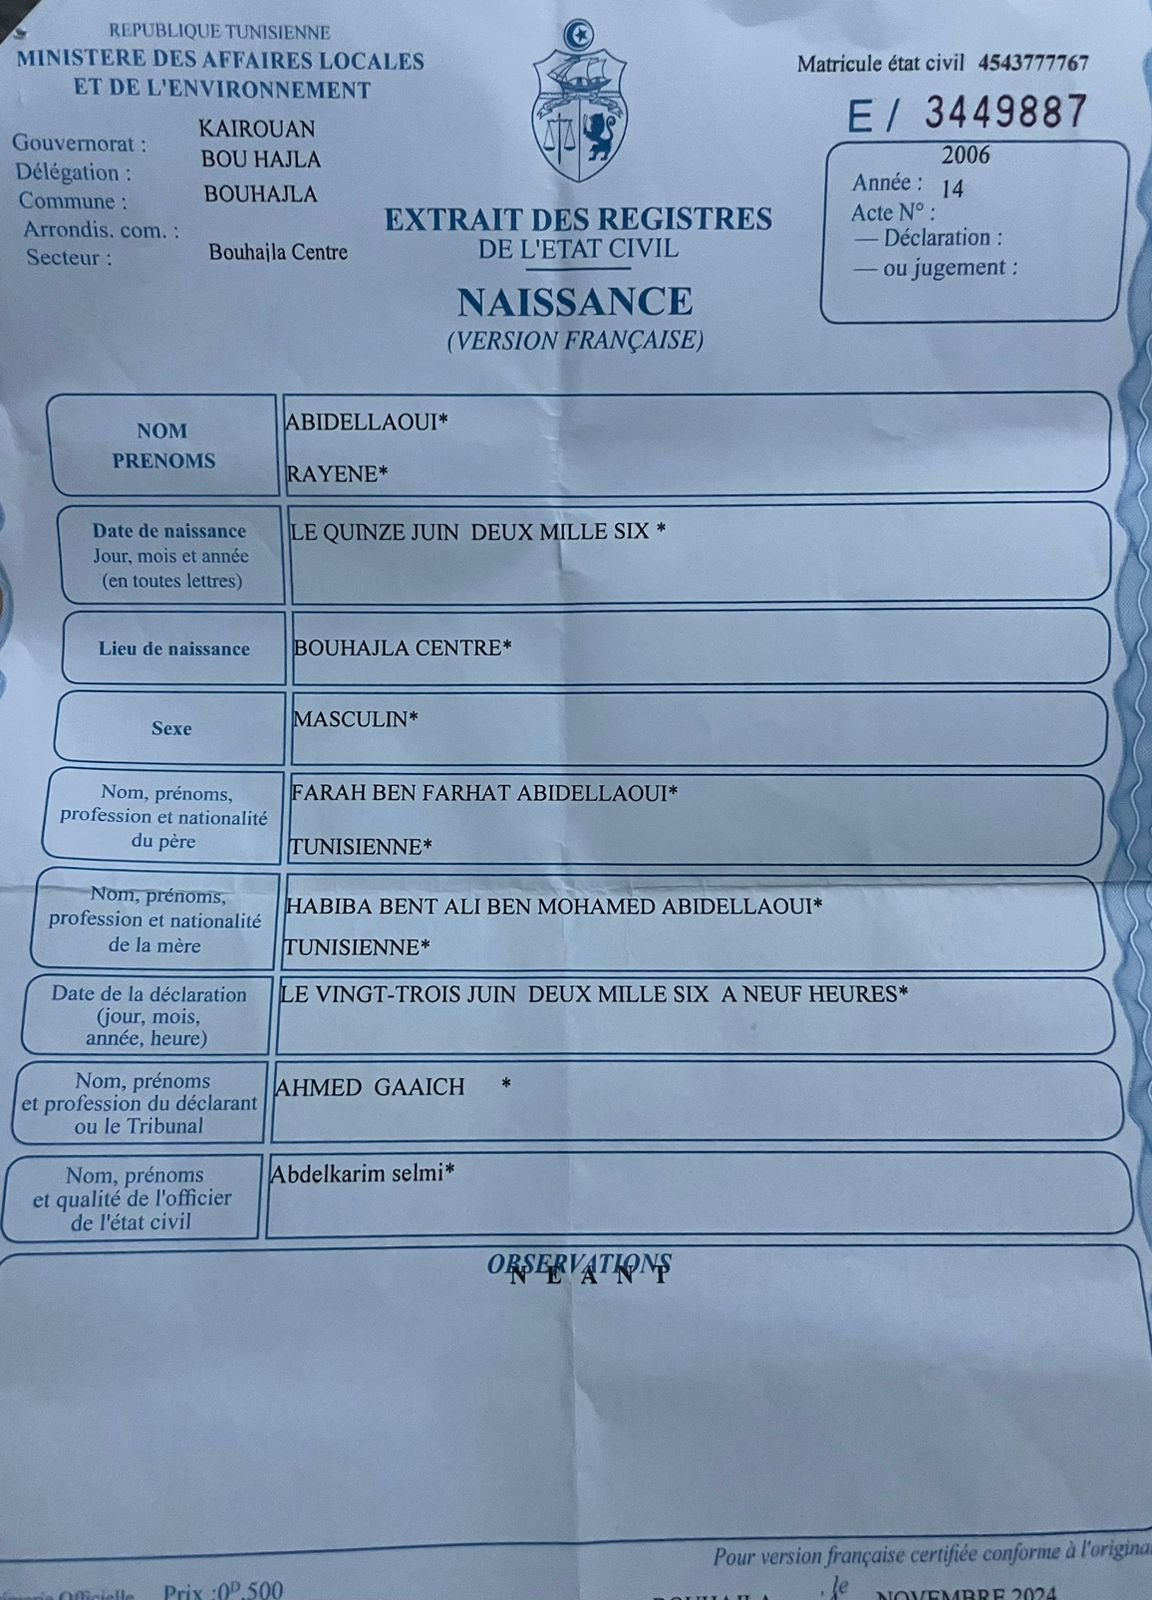 REPUBLIQUE TUNISIENNE
MINISTERE DES AFFAIRES LOCALES
ET DE L'ENVIRONNEMENT
Gouvernorat : KAIROUAN
Délégation : BOU HAJLA
Commune : BOUHAJLA
Arrondis. com. :
Secteur : Bouhajla Centre
EXTRAIT DES REGISTRES
DE L'ETAT CIVIL
NAISSANCE
(VERSION FRANÇAISE)
Matricule état civil 4543777767
E / 3449887
2006
Année :
14
Acte N° :
— Déclaration :
— ou jugement :
NOM
PRENOMS
ABIDELLAOUI*
RAYENE*
Date de naissance
Jour, mois et année
(en toutes lettres)
LE QUINZE JUIN DEUX MILLE SIX *
Lieu de naissance
BOUHAJLA CENTRE*
Sexe
MASCULIN*
Nom, prénoms,
profession et nationalité
du père
FARAH BEN FARHAT ABIDELLAOUI*
TUNISIENNE*
Nom, prénoms,
profession et nationalité
de la mère
HABIBA BENT ALI BEN MOHAMED ABIDELLAOUI*
TUNISIENNE*
Date de la déclaration
(jour, mois,
année, heure)
LE VINGT-TROIS JUIN DEUX MILLE SIX A NEUF HEURES*
Nom, prénoms
et profession du déclarant
ou le Tribunal
AHMED GAAICH *
Nom, prénoms
et qualité de l'officier
de l'état civil
Abdelkarim selmi*
OBSERVATIONS
N E A N T
Pour version française certifiée conforme à l'origina
Officielle Prix :0D,500
BOUHAJLA , le NOVEMBRE 2024